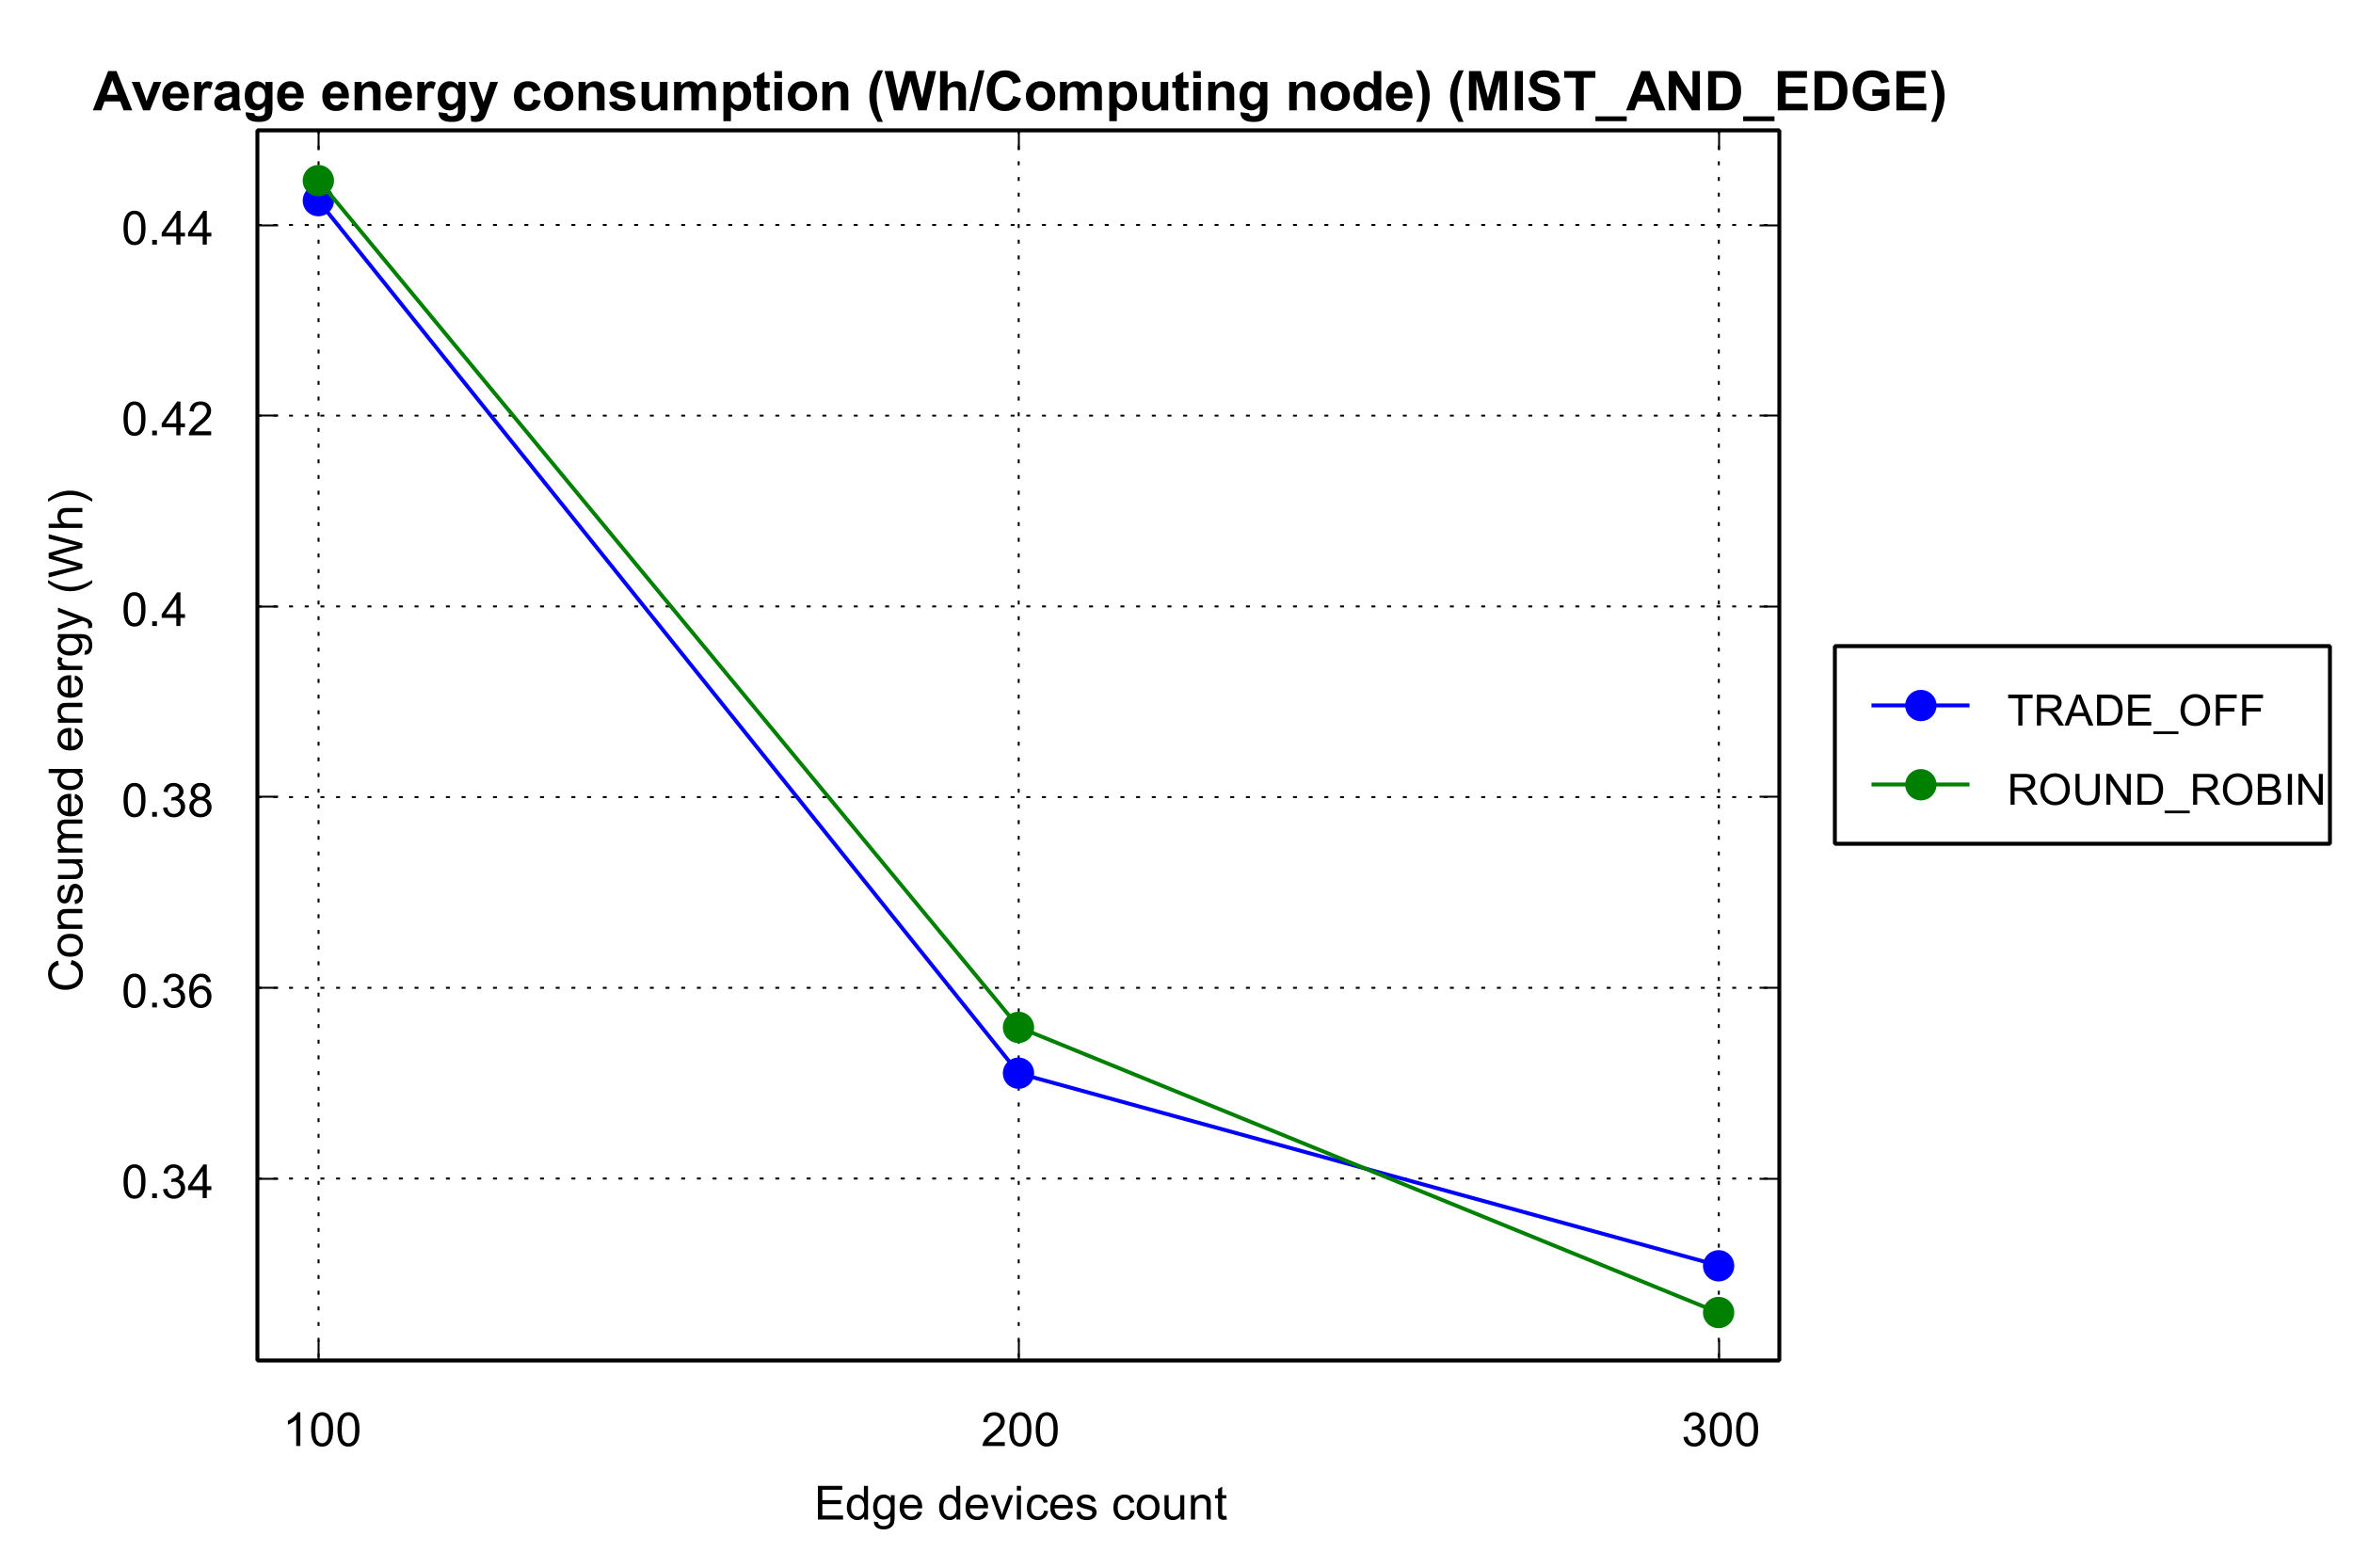 Average energy consumption (Wh/Computing node) (MIST_AND_EDGE)
0.44
0.42
0.4
0.38
0.36
0.34
Consumed energy (Wh)
TRADE_OFF
ROUND_ROBIN
100 200 300
Edge devices count